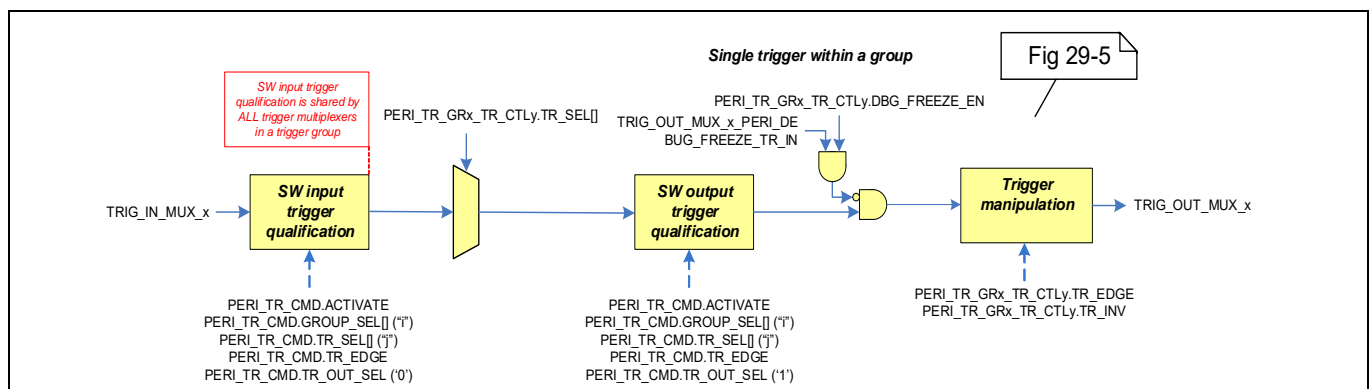 Single trigger within a group
Fig 29-5
SW input trigger
qualification is shared by
ALL trigger multiplexers
in a trigger group
PERI_TR_GRx_TR_CTLy.TR_SEL[]
PERI_TR_GRx_TR_CTLy.DBG_FREEZE_EN
TRIG_OUT_MUX_x_PERI_DE
BUG_FREEZE_TR_IN
TRIG_IN_MUX_x
SW input
trigger
qualification
SW output
trigger
qualification
Trigger
manipulation
TRIG_OUT_MUX_x
PERI_TR_CMD.ACTIVATE
PERI_TR_CMD.GROUP_SEL[] (“i”)
PERI_TR_CMD.TR_SEL[] (“j”)
PERI_TR_CMD.TR_EDGE
PERI_TR_CMD.TR_OUT_SEL (‘0’)
PERI_TR_CMD.ACTIVATE
PERI_TR_CMD.GROUP_SEL[] (“i”)
PERI_TR_CMD.TR_SEL[] (“j”)
PERI_TR_CMD.TR_EDGE
PERI_TR_CMD.TR_OUT_SEL (‘1’)
PERI_TR_GRx_TR_CTLy.TR_EDGE
PERI_TR_GRx_TR_CTLy.TR_INV